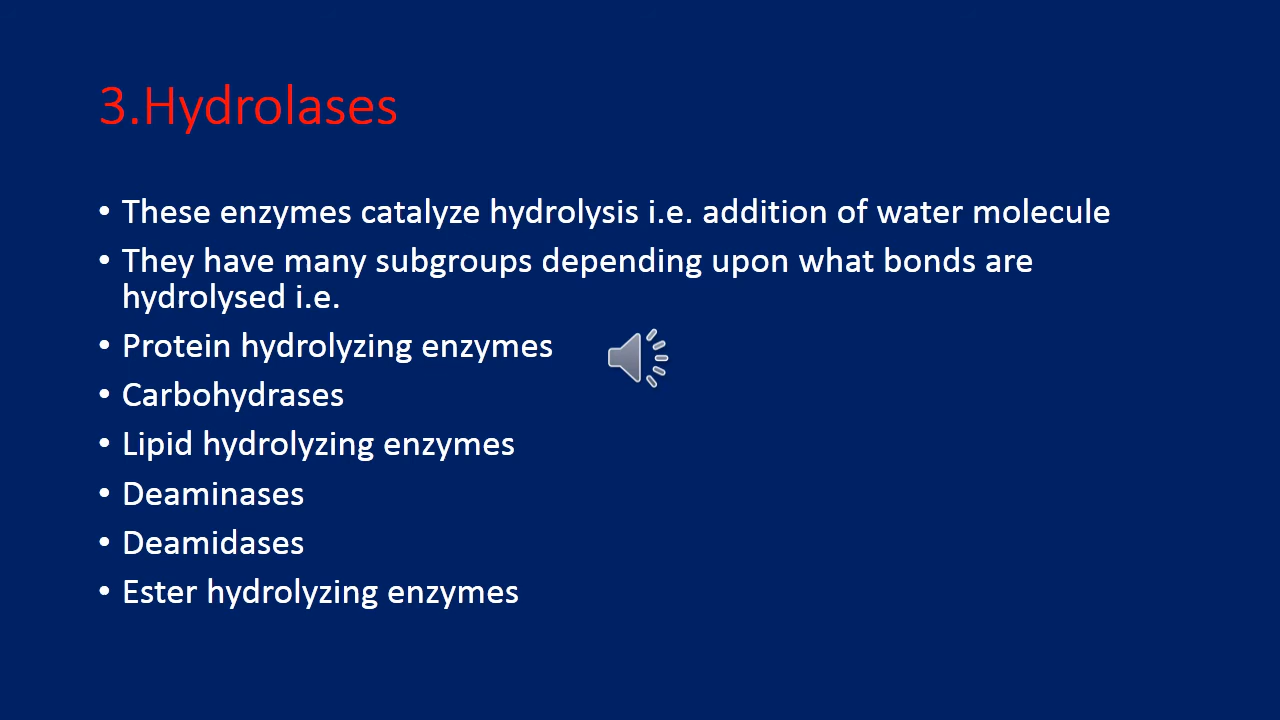 3.Hydrolases
• These enzymes catalyze hydrolysis i.e. addition of water molecule
• They have many subgroups depending upon what bonds are
hydrolysed i.e.
• Protein hydrolyzing enzymes
• Carbohydrases
• Lipid hydrolyzing enzymes
• Deaminases
• Deamidases
• Ester hydrolyzing enzymes